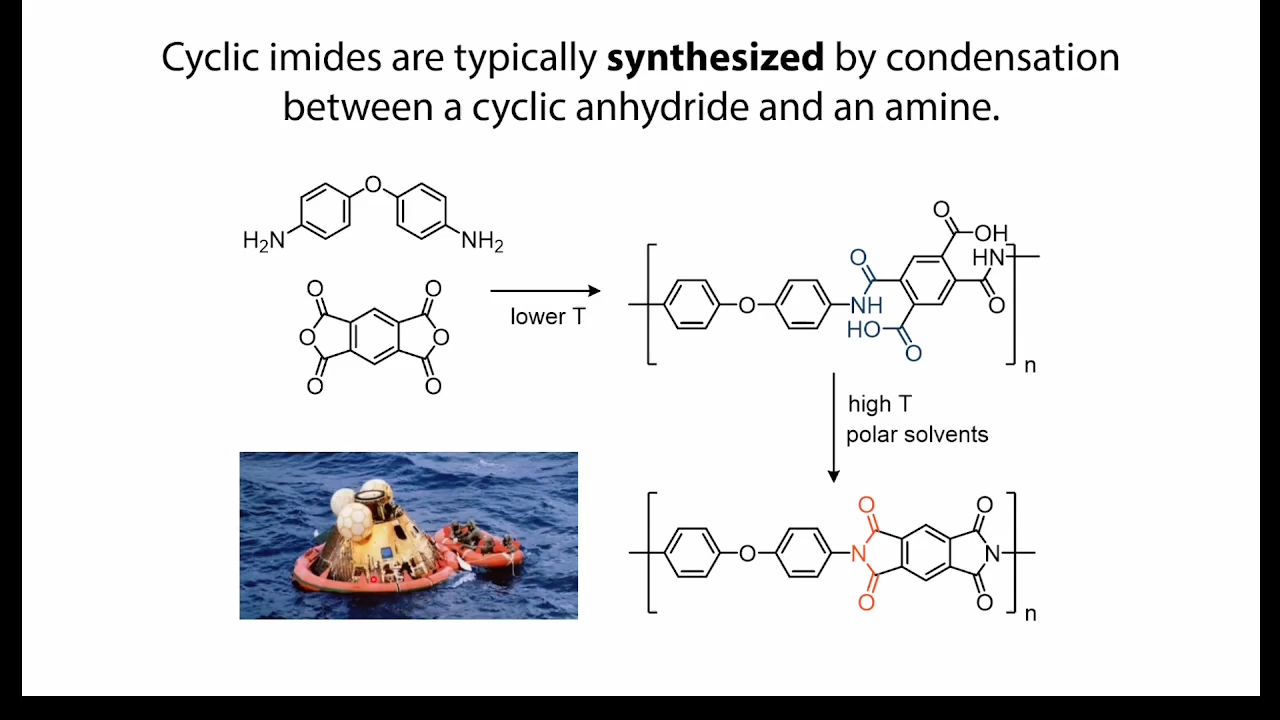 Cyclic imides are typically synthesized by condensation
between a cyclic anhydride and an amine.
O
H₂N
NH₂
O
O
O
O
O
O
lower T
O
OH
O
HN
O
NH
O
HO
O
n
high T
polar solvents
O
O
O
N
N
O
O
n